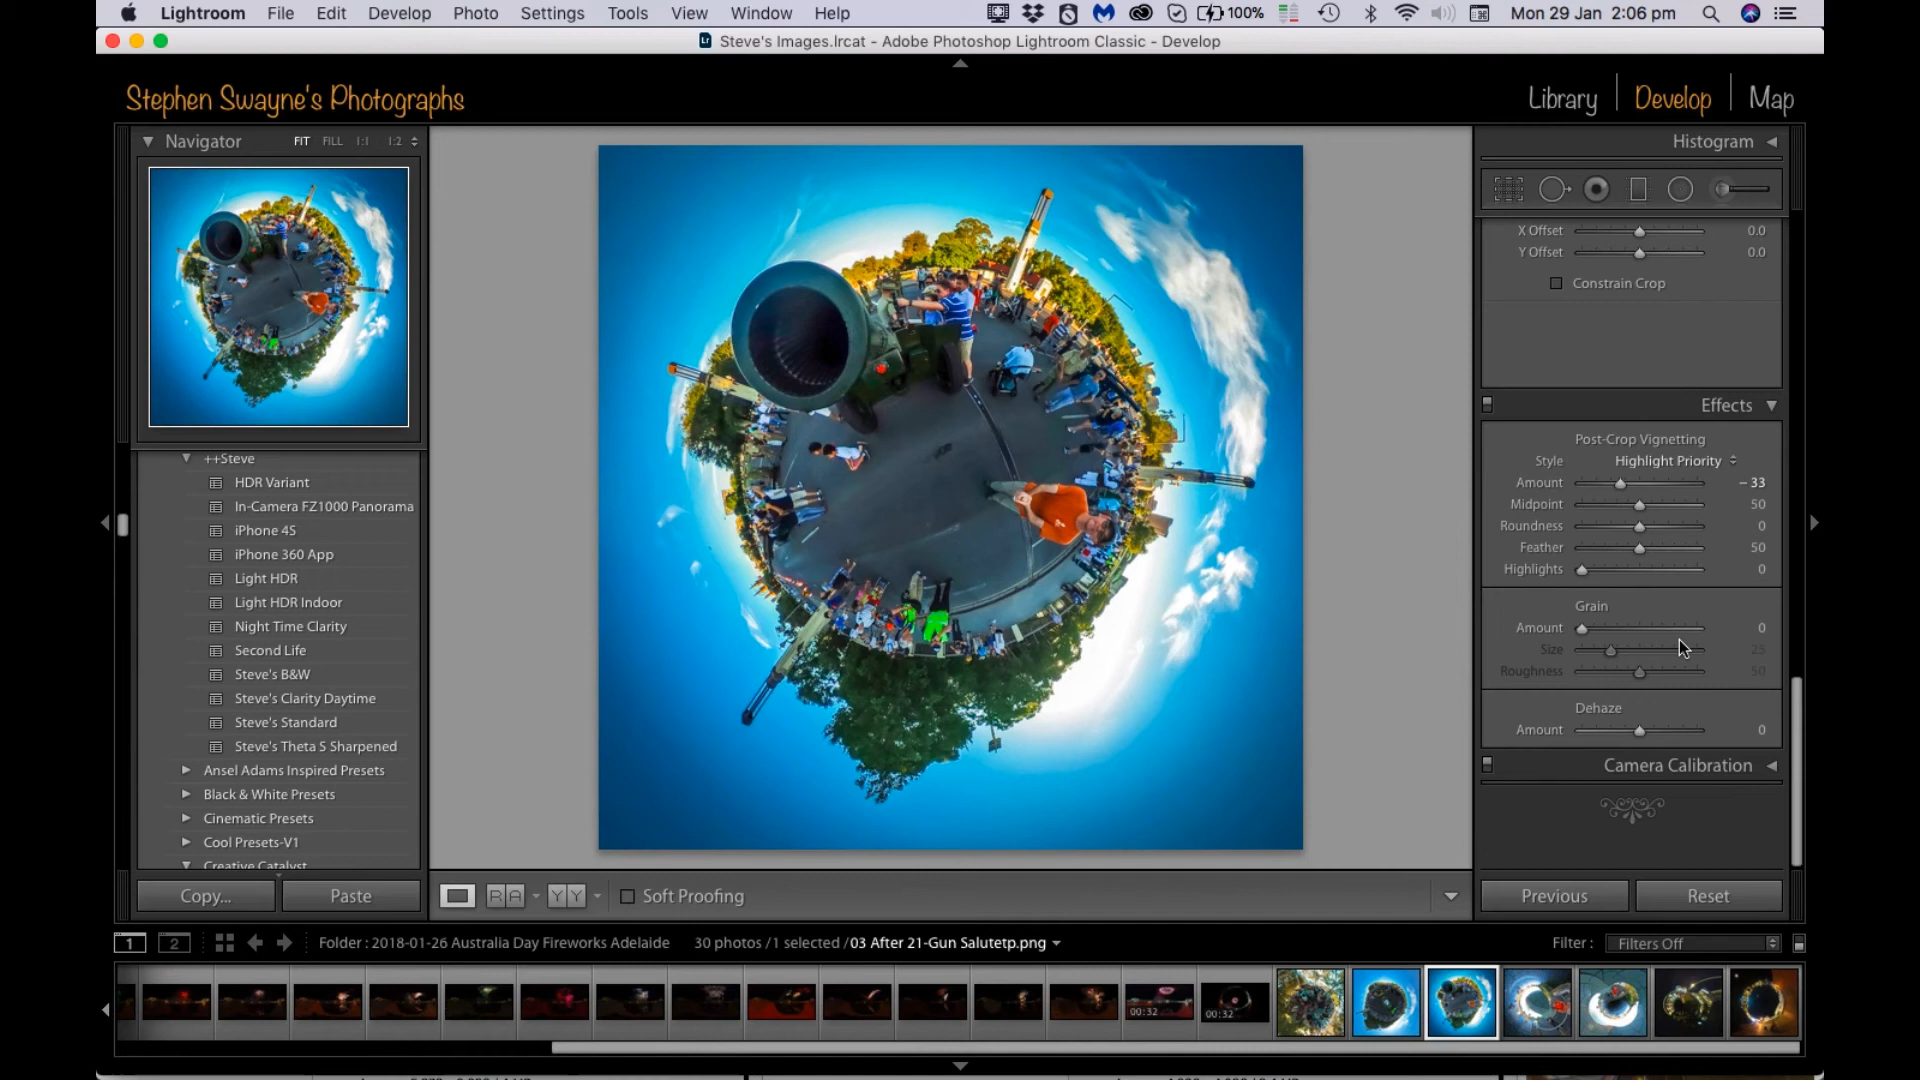 Lightroom File Edit Develop Photo Settings Tools View Window Help 100% Mon 29 Jan 2:06 pm
Lr Steve's Images.lrcat - Adobe Photoshop Lightroom Classic - Develop
Stephen Swayne's Photographs
Library Develop Map
Navigator FIT FILL 1:1 1:2
++Steve
HDR Variant
In-Camera FZ1000 Panorama
iPhone 4S
iPhone 360 App
Light HDR
Light HDR Indoor
Night Time Clarity
Second Life
Steve's B&W
Steve's Clarity Daytime
Steve's Standard
Steve's Theta S Sharpened
Ansel Adams Inspired Presets
Black & White Presets
Cinematic Presets
Cool Presets-V1
Creative Catalyst
Copy... Paste
Histogram
X Offset 0.0
Y Offset 0.0
Constrain Crop
Effects
Post-Crop Vignetting
Style Highlight Priority
Amount – 33
Midpoint 50
Roundness 0
Feather 50
Highlights 0
Grain
Amount 0
Size 25
Roughness 50
Dehaze
Amount 0
Camera Calibration
Previous Reset
R A Y Y Soft Proofing
1 2 Folder : 2018-01-26 Australia Day Fireworks Adelaide 30 photos /1 selected /03 After 21-Gun Salutetp.png Filter : Filters Off
00:32 00:32